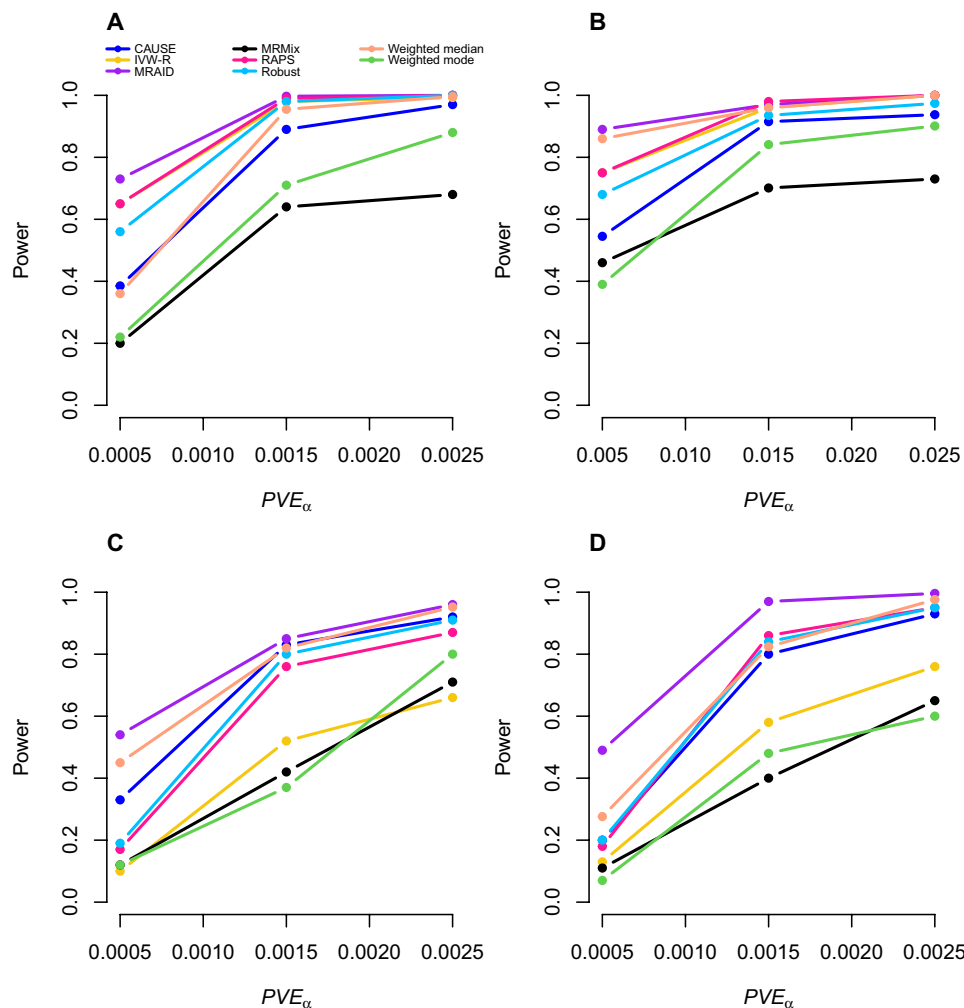 A
B
CAUSE
IVW-R
MRAID
MRMix
RAPS
Robust
Weighted median
Weighted mode
Power
1.0
0.8
0.6
0.4
0.2
0.0
0.0005 0.0010 0.0015 0.0020 0.0025
PVEα
Power
1.0
0.8
0.6
0.4
0.2
0.0
0.005 0.010 0.015 0.020 0.025
PVEα
C
D
Power
1.0
0.8
0.6
0.4
0.2
0.0
0.0005 0.0010 0.0015 0.0020 0.0025
PVEα
Power
1.0
0.8
0.6
0.4
0.2
0.0
0.0005 0.0010 0.0015 0.0020 0.0025
PVEα